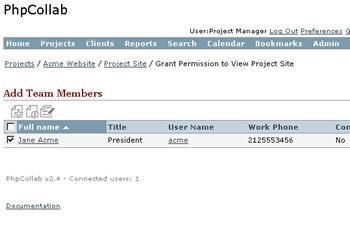 PhpCollab
User:Project Manager Log Out Preferences G
Home Projects Clients Reports Search Calendar Bookmarks Admin
Projects / Acme Website / Project Site / Grant Permission to View Project Site
Add Team Members
Full name Title User Name Work Phone Con
Jane Acme President acme 2125553456 No
PhpCollab v2.4 - Connected users: 1
Documentation